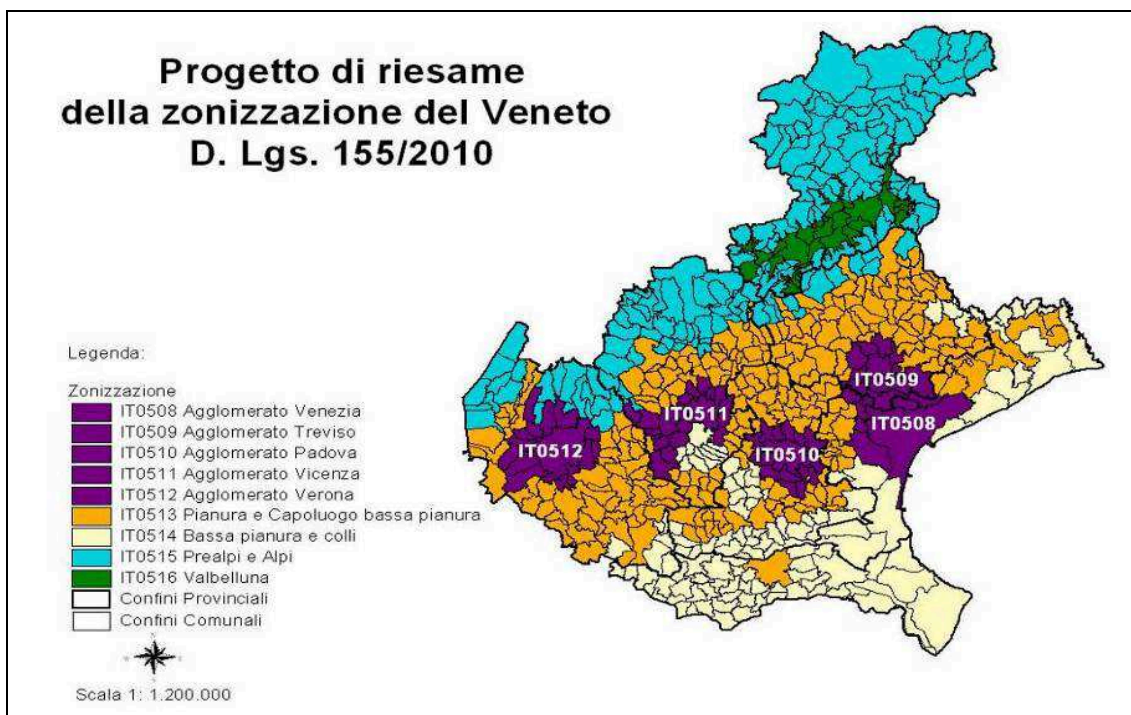 Progetto di riesame
della zonizzazione del Veneto
D. Lgs. 155/2010
IT0509
IT0511
IT0508
IT0512
IT0510
Legenda:
Zonizzazione
IT0508 Agglomerato Venezia
IT0509 Agglomerato Treviso
IT0510 Agglomerato Padova
IT0511 Agglomerato Vicenza
IT0512 Agglomerato Verona
IT0513 Pianura e Capoluogo bassa pianura
IT0514 Bassa pianura e colli
IT0515 Prealpi e Alpi
IT0516 Valbelluna
Confini Provinciali
Confini Comunali
Scala 1: 1.200.000